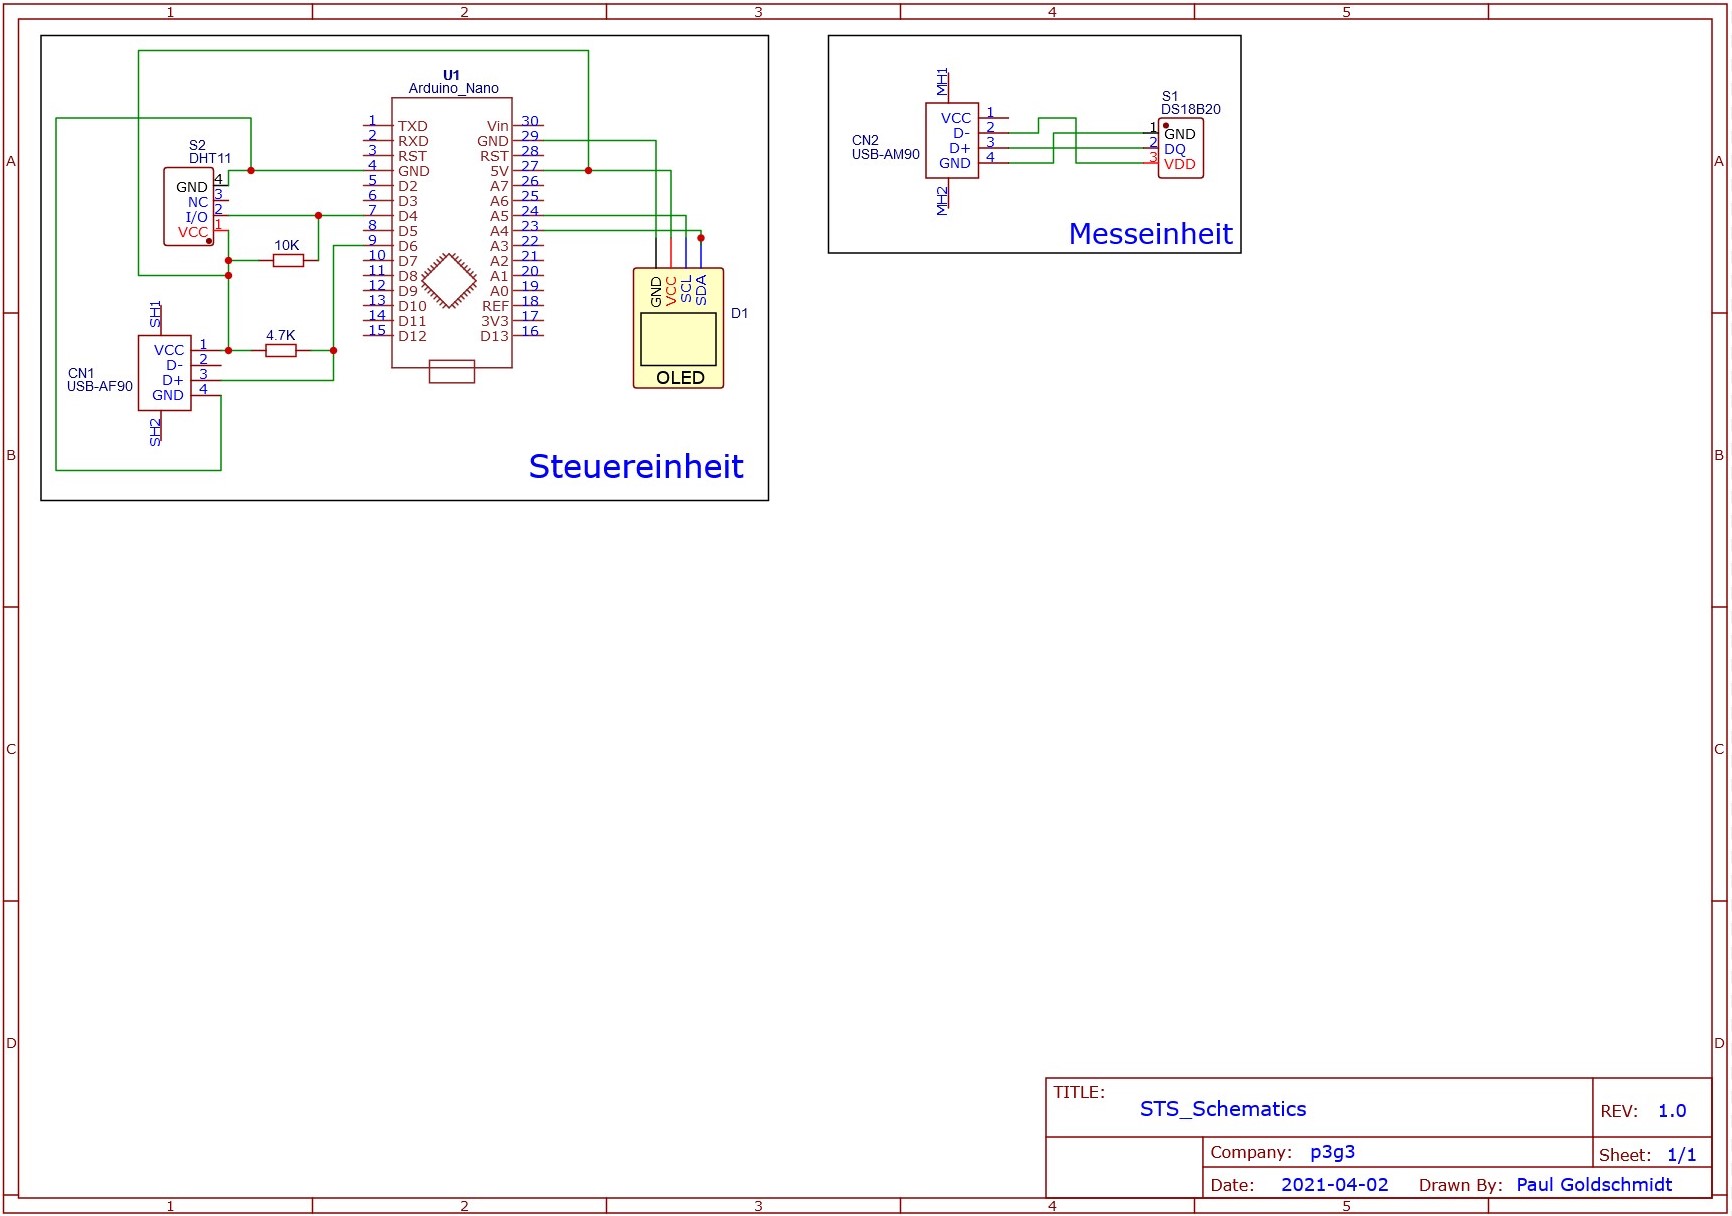 1 2 3 4 5
A B C D
U1
Arduino_Nano
1 TXD
2 RXD
3 RST
4 GND
5 D2
6 D3
7 D4
8 D5
9 D6
10 D7
11 D8
12 D9
13 D10
14 D11
15 D12
Vin 30
GND 29
RST 28
5V 27
A7 26
A6 25
A5 24
A4 23
A3 22
A2 21
A1 20
A0 19
REF 18
3V3 17
D13 16
S2
DHT11
GND 4
NC 3
I/O 2
VCC 1
10K
4.7K
SH1
CN1
USB-AF90
VCC 1
D- 2
D+ 3
GND 4
SH2
GND
VCC
SCL
SDA
D1
OLED
Steuereinheit
MH1
CN2
USB-AM90
VCC 1
D- 2
D+ 3
GND 4
MH2
S1
DS18B20
1 GND
2 DQ
3 VDD
Messeinheit
A B C D
TITLE:
STS_Schematics
REV: 1.0
Company: p3g3
Sheet: 1/1
Date: 2021-04-02 Drawn By: Paul Goldschmidt
1 2 3 4 5